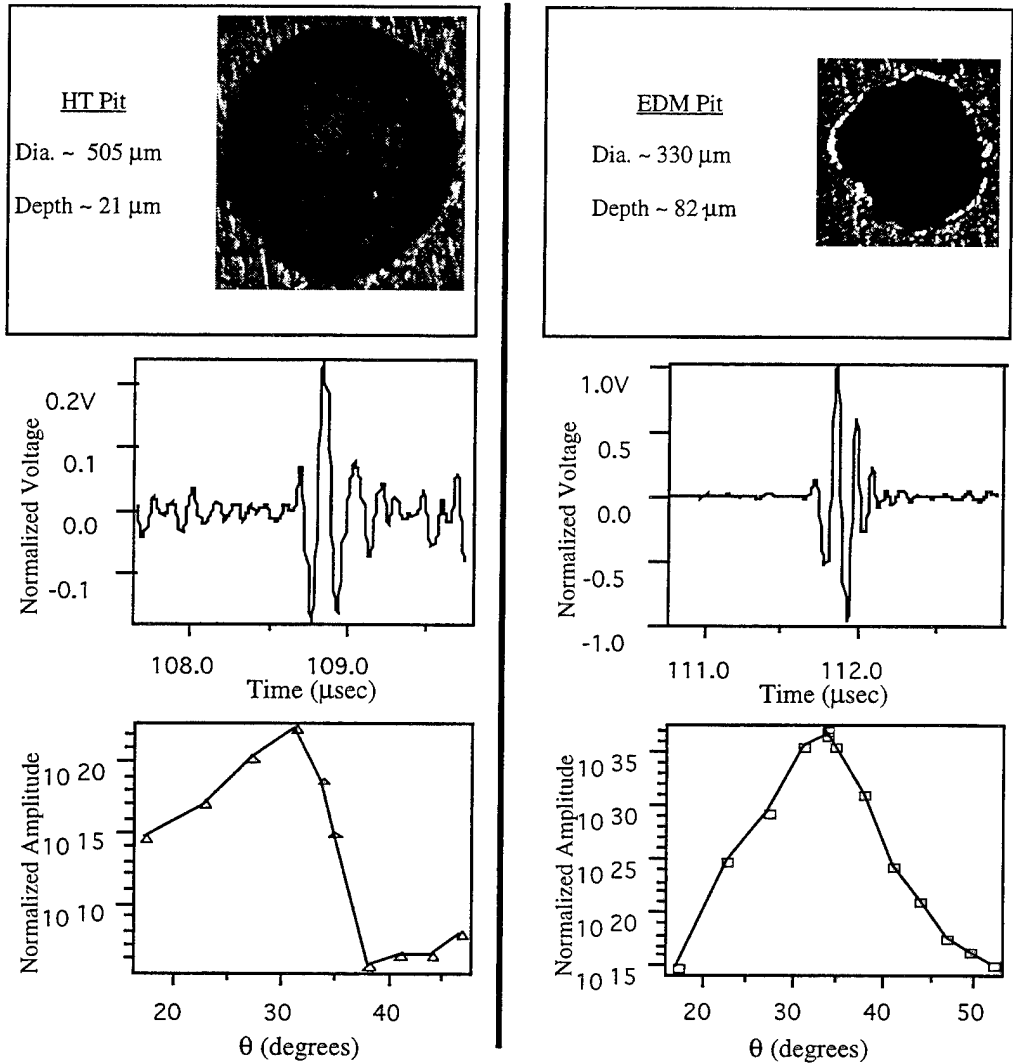 HT Pit
Dia. ~ 505 µm
Depth ~ 21 µm
EDM Pit
Dia. ~ 330 µm
Depth ~ 82 µm
Normalized Voltage
0.2V
0.1
0.0
-0.1
108.0 109.0
Time (µsec)
Normalized Voltage
1.0V
0.5
0.0
-0.5
-1.0
111.0 112.0
Time (µsec)
Normalized Amplitude
10 20
10 15
10 10
20 30 40
θ (degrees)
Normalized Amplitude
10 35
10 30
10 25
10 20
10 15
20 30 40 50
θ (degrees)